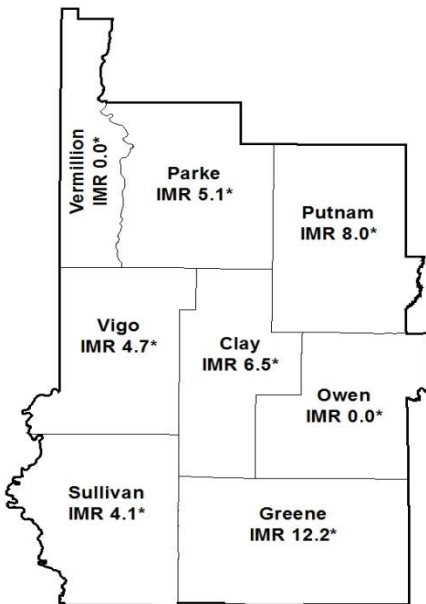 Vermillion
IMR 0.0*
Parke
IMR 5.1*
Putnam
IMR 8.0*
Vigo
IMR 4.7*
Clay
IMR 6.5*
Owen
IMR 0.0*
Sullivan
IMR 4.1*
Greene
IMR 12.2*